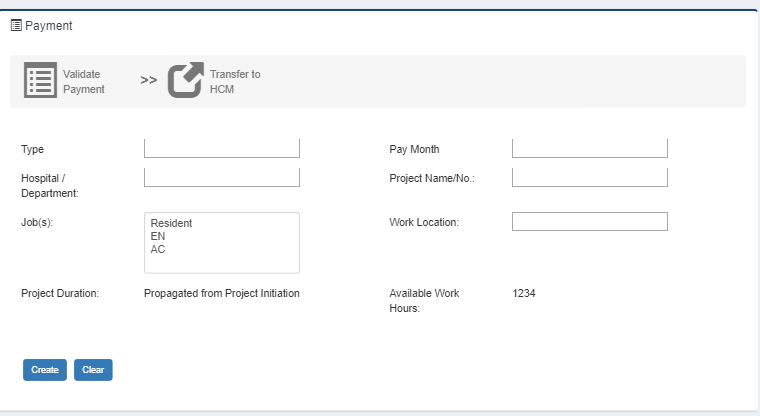 Payment
Validate
Payment
>>
Transfer to
HCM
Type
Pay Month
Hospital /
Department:
Project Name/No.:
Job(s):
Resident
EN
AC
Work Location:
Project Duration:
Propagated from Project Initiation
Available Work
Hours:
1234
Create
Clear